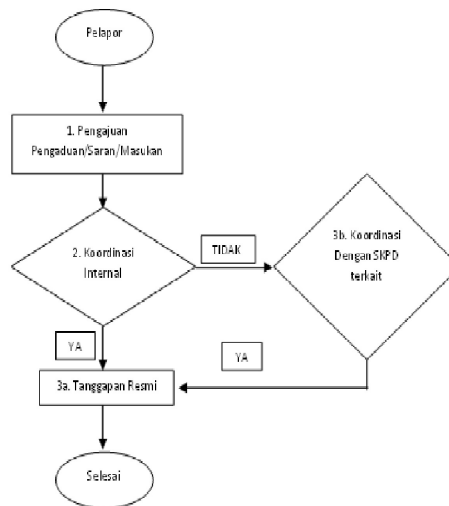 Pelapor
1. Pengajuan
Pengaduan/Saran/Masukan
2. Koordinasi
Internal
TIDAK
3b. Koordinasi
Dengan SKPD
terkait
YA
YA
3a. Tanggapan Resmi
Selesai